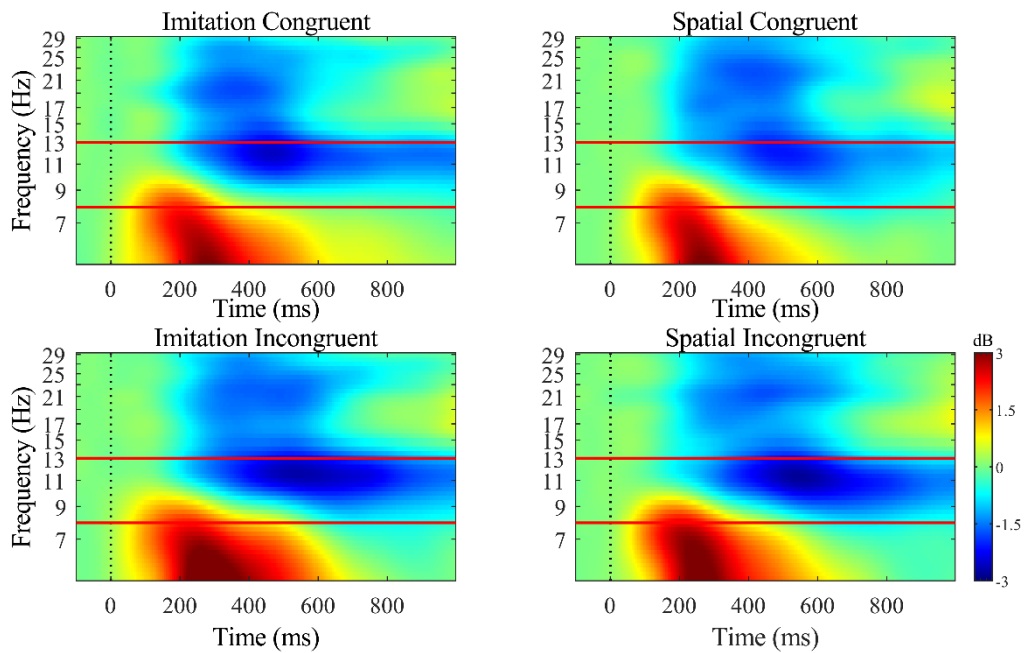 Imitation Congruent
Frequency (Hz)
29
25
21
17
15
13
11
9
7
0 200 400 600 800
Time (ms)
Spatial Congruent
29
25
21
17
15
13
11
9
7
0 200 400 600 800
Time (ms)
Imitation Incongruent
Frequency (Hz)
29
25
21
17
15
13
11
9
7
0 200 400 600 800
Time (ms)
Spatial Incongruent
29
25
21
17
15
13
11
9
7
0 200 400 600 800
Time (ms)
dB
3
1.5
0
-1.5
-3